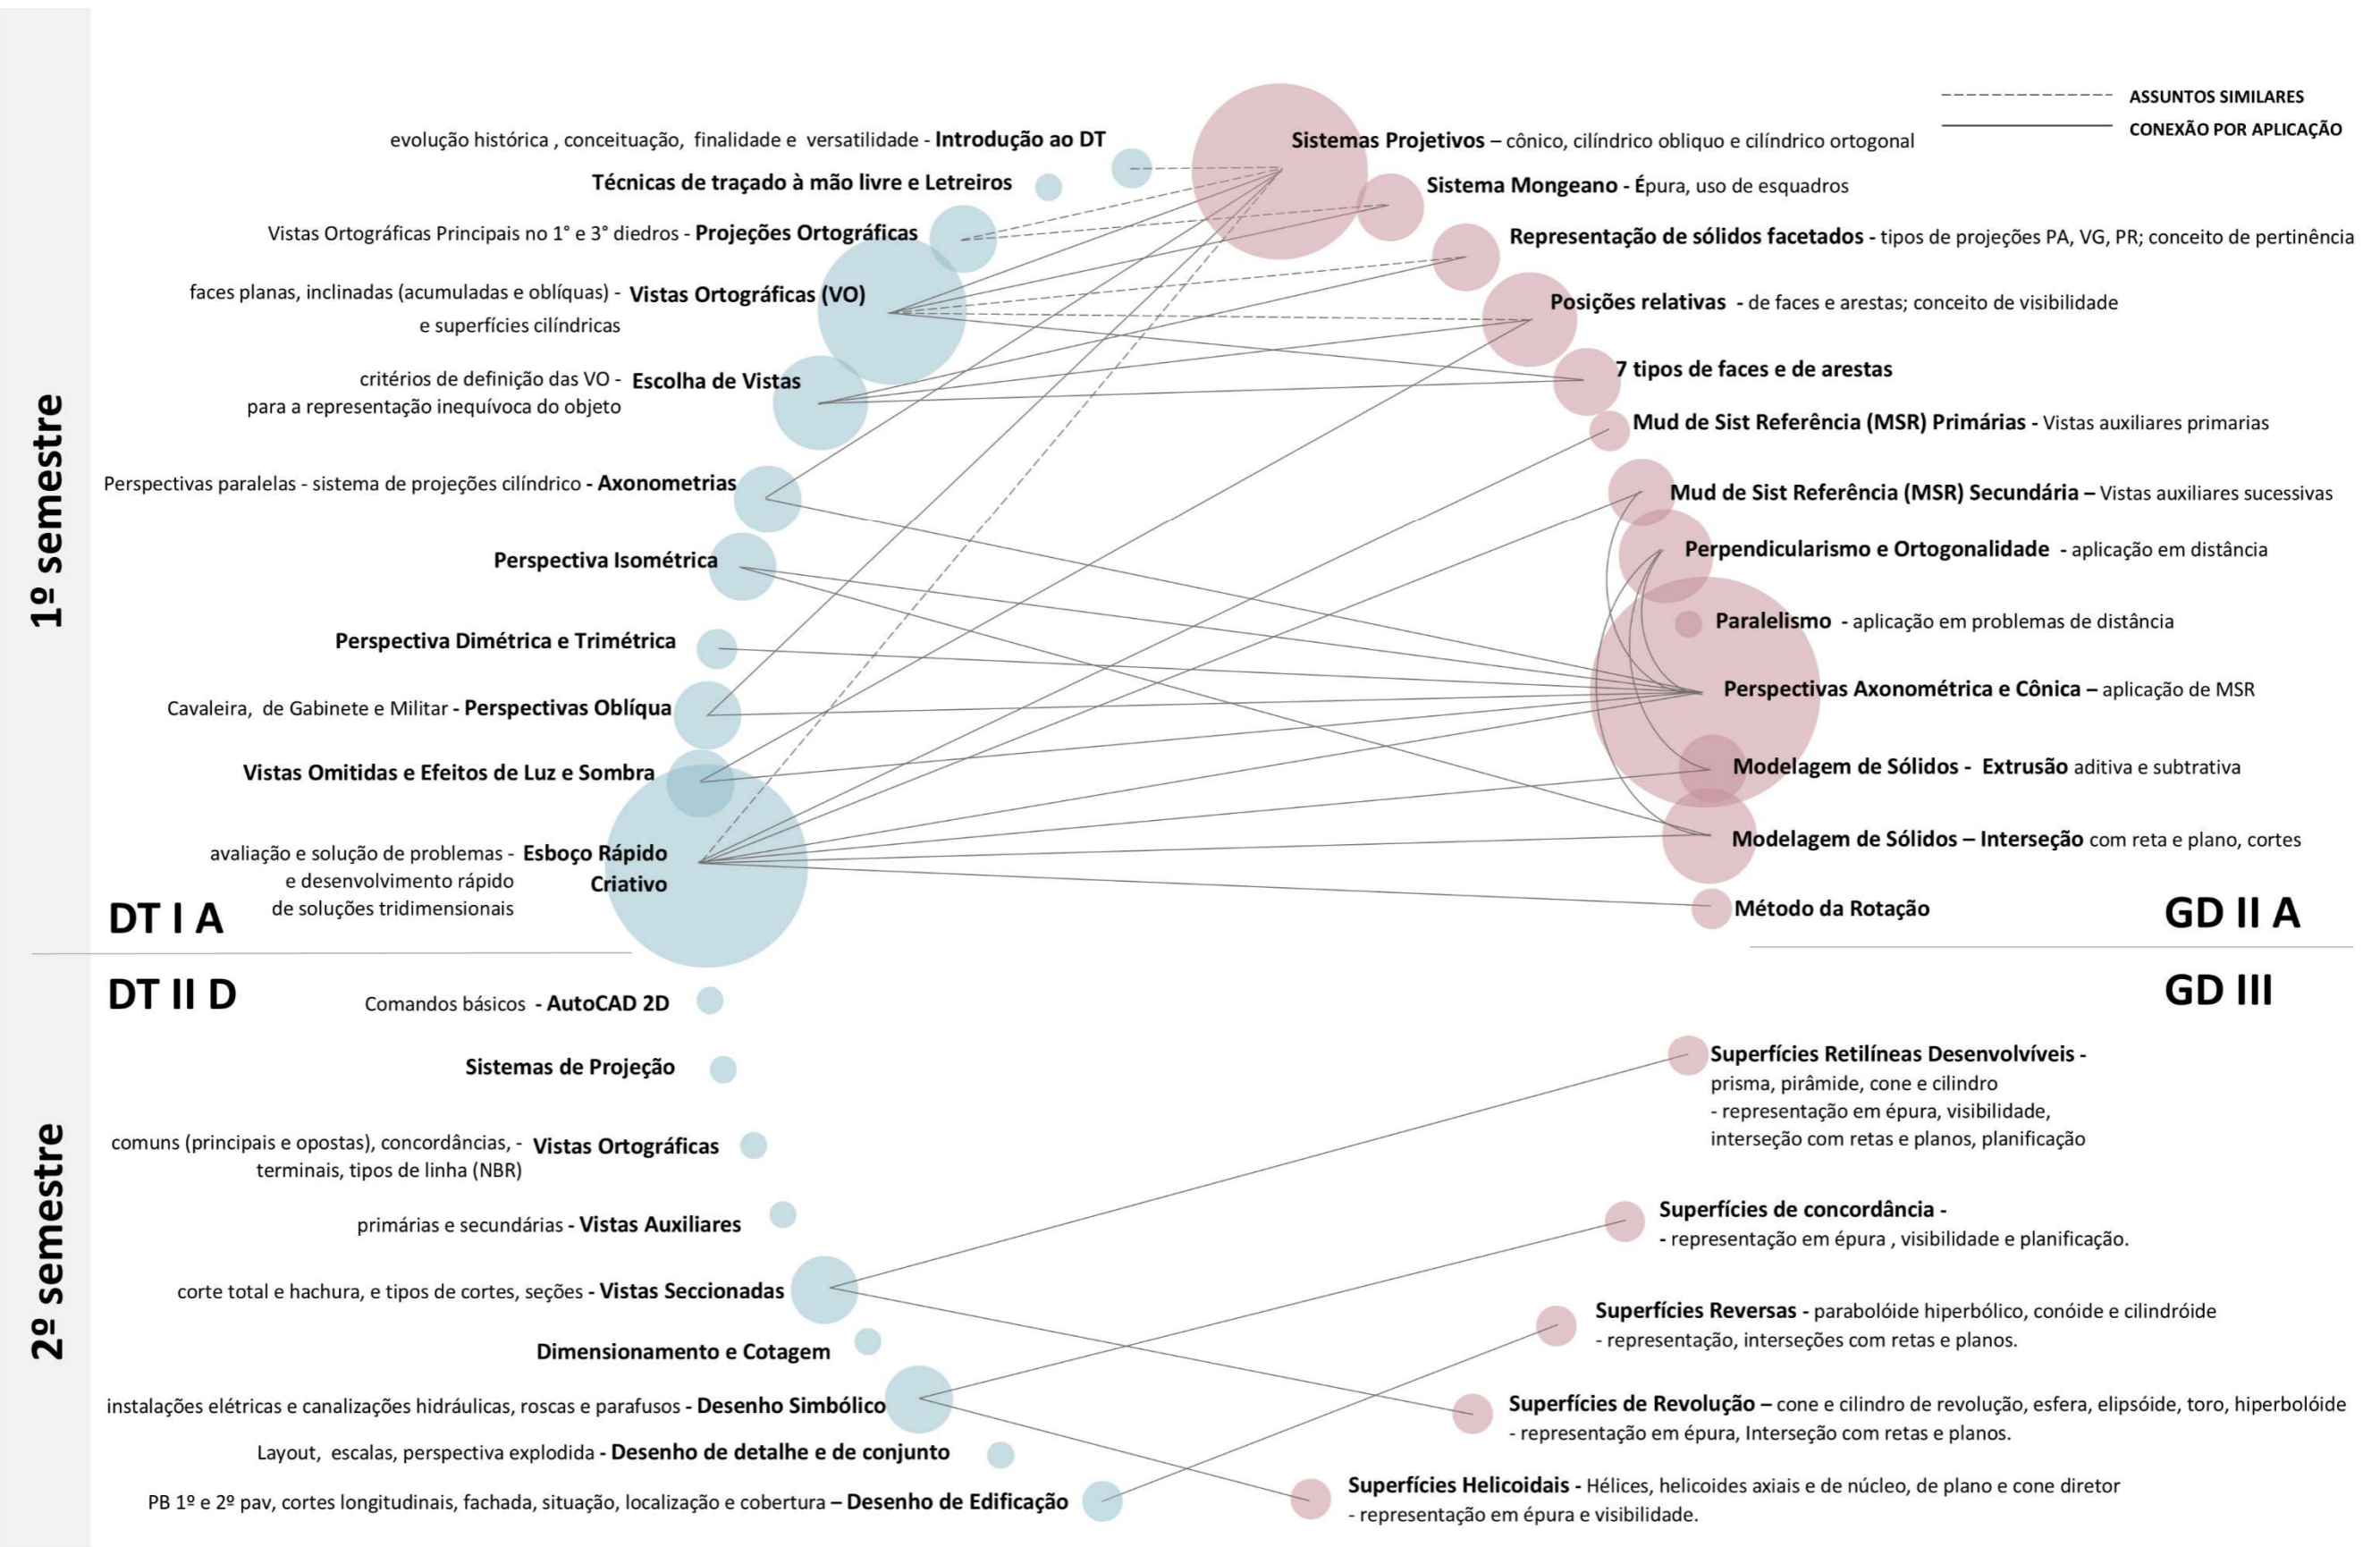 1º semestre
ASSUNTOS SIMILARES
CONEXÃO POR APLICAÇÃO
evolução histórica , conceituação, finalidade e versatilidade - Introdução ao DT
Técnicas de traçado à mão livre e Letreiros
Vistas Ortográficas Principais no 1° e 3° diedros - Projeções Ortográficas
faces planas, inclinadas (acumuladas e oblíquas) - Vistas Ortográficas (VO)
e superfícies cilíndricas
critérios de definição das VO - Escolha de Vistas
para a representação inequívoca do objeto
Perspectivas paralelas - sistema de projeções cilíndrico - Axonometrias
Perspectiva Isométrica
Perspectiva Dimétrica e Trimétrica
Cavaleira, de Gabinete e Militar - Perspectivas Oblíqua
Vistas Omitidas e Efeitos de Luz e Sombra
avaliação e solução de problemas - Esboço Rápido
e desenvolvimento rápido Criativo
de soluções tridimensionais
DT I A
Sistemas Projetivos – cônico, cilíndrico obliquo e cilíndrico ortogonal
Sistema Mongeano - Épura, uso de esquadros
Representação de sólidos facetados - tipos de projeções PA, VG, PR; conceito de pertinência
Posições relativas - de faces e arestas; conceito de visibilidade
7 tipos de faces e de arestas
Mud de Sist Referência (MSR) Primárias - Vistas auxiliares primarias
Mud de Sist Referência (MSR) Secundária – Vistas auxiliares sucessivas
Perpendicularismo e Ortogonalidade - aplicação em distância
Paralelismo - aplicação em problemas de distância
Perspectivas Axonométrica e Cônica – aplicação de MSR
Modelagem de Sólidos - Extrusão aditiva e subtrativa
Modelagem de Sólidos – Interseção com reta e plano, cortes
Método da Rotação
GD II A
2º semestre
DT II D
Comandos básicos - AutoCAD 2D
Sistemas de Projeção
comuns (principais e opostas), concordâncias, - Vistas Ortográficas
terminais, tipos de linha (NBR)
primárias e secundárias - Vistas Auxiliares
corte total e hachura, e tipos de cortes, seções - Vistas Seccionadas
Dimensionamento e Cotagem
instalações elétricas e canalizações hidráulicas, roscas e parafusos - Desenho Simbólico
Layout, escalas, perspectiva explodida - Desenho de detalhe e de conjunto
PB 1º e 2º pav, cortes longitudinais, fachada, situação, localização e cobertura – Desenho de Edificação
GD III
Superfícies Retilíneas Desenvolvíveis -
prisma, pirâmide, cone e cilindro
- representação em épura, visibilidade,
interseção com retas e planos, planificação
Superfícies de concordância -
- representação em épura , visibilidade e planificação.
Superfícies Reversas - parabolóide hiperbólico, conóide e cilindróide
- representação, interseções com retas e planos.
Superfícies de Revolução – cone e cilindro de revolução, esfera, elipsóide, toro, hiperbolóide
- representação em épura, Interseção com retas e planos.
Superfícies Helicoidais - Hélices, helicoides axiais e de núcleo, de plano e cone diretor
- representação em épura e visibilidade.